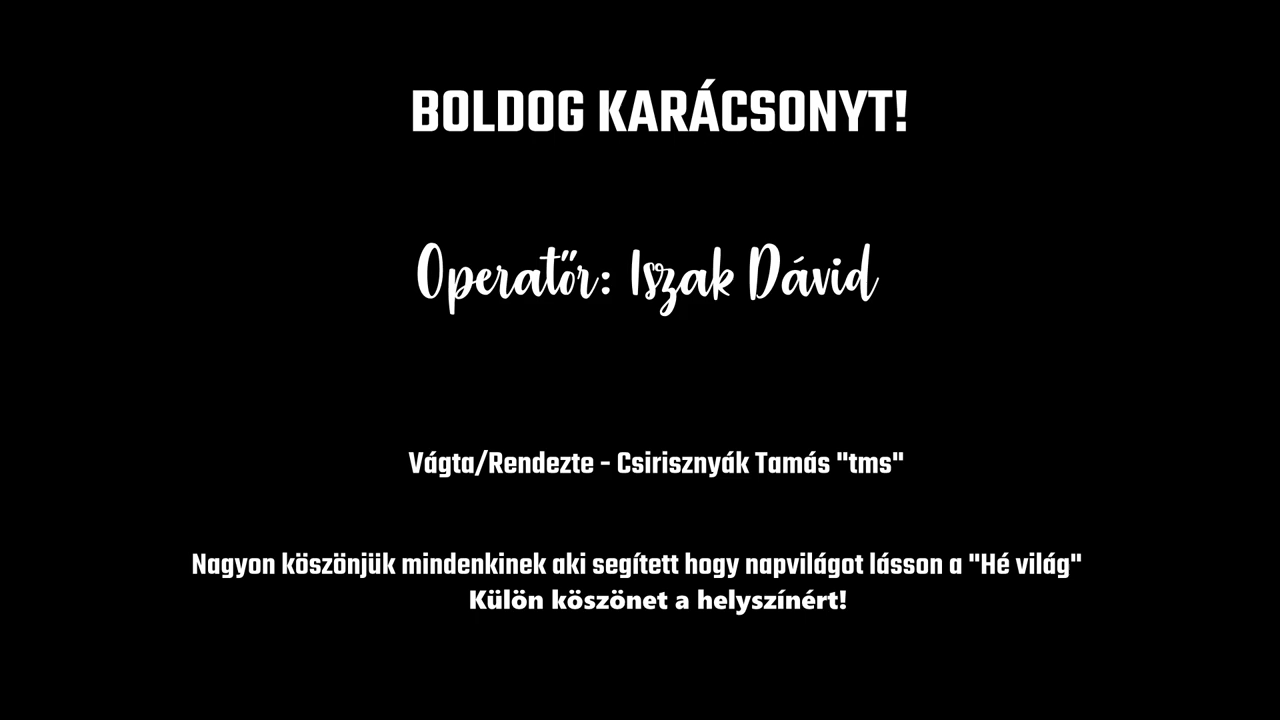 BOLDOG KARÁCSONYT!
Operatőr: Iszak Dávid
Vágta/Rendezte - Csirisznyák Tamás "tms"
Nagyon köszönjük mindenkinek aki segített hogy napvilágot lásson a "Hé világ"
Külön köszönet a helyszínért!